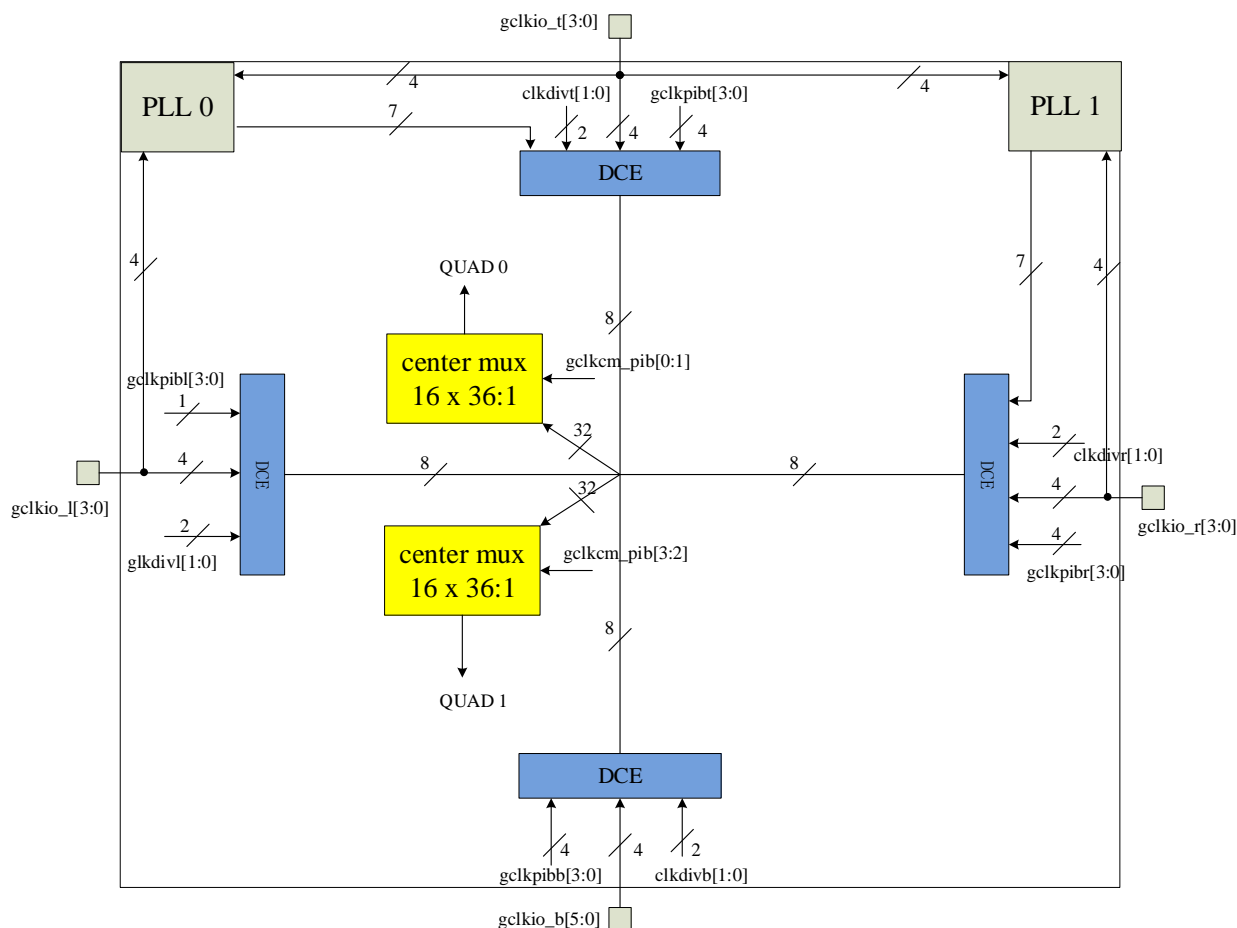 gclkio_t[3:0]
PLL 0
4
4
PLL 1
clkdivt[1:0]
gclkpibt[3:0]
7
2
4
4
DCE
4
QUAD 0
7
4
8
center mux
16 x 36:1
gclkcm_pib[0:1]
gclkpibl[3:0]
1
32
2
clkdivr[1:0]
DCE
4
8
8
DCE
gclkio_l[3:0]
32
4
gclkio_r[3:0]
2
glkdivl[1:0]
center mux
16 x 36:1
gclkcm_pib[3:2]
4
gclkpibr[3:0]
8
QUAD 1
DCE
4
4
2
gclkpibb[3:0]
clkdivb[1:0]
gclkio_b[5:0]